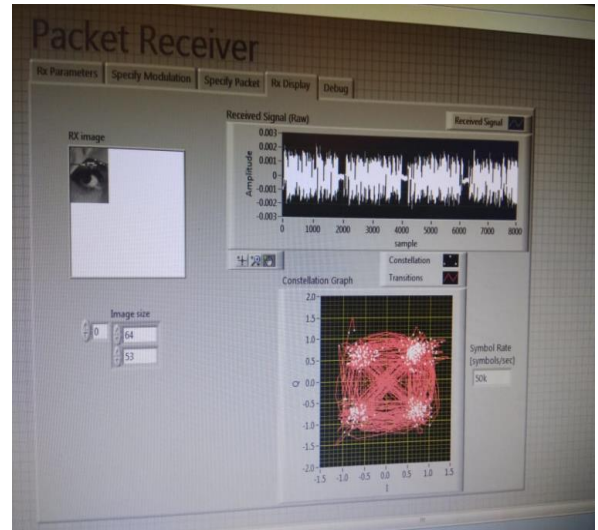 Packet Receiver
Rx Parameters Specify Modulation Specify Packet Rx Display Debug
Received Signal (Raw) Received Signal
RX image
Amplitude
0.003
0.002
0.001
0
-0.001
-0.002
-0.003
0 1000 2000 3000 4000 5000 6000 7000 8000
sample
Constellation
Transitions
Constellation Graph
Image size
0 64
53
Q
2.0
1.5
1.0
0.5
0.0
-0.5
-1.0
-1.5
-2.0
-1.5 -1.0 -0.5 0.0 0.5 1.0 1.5
I
Symbol Rate
(symbols/sec)
50k